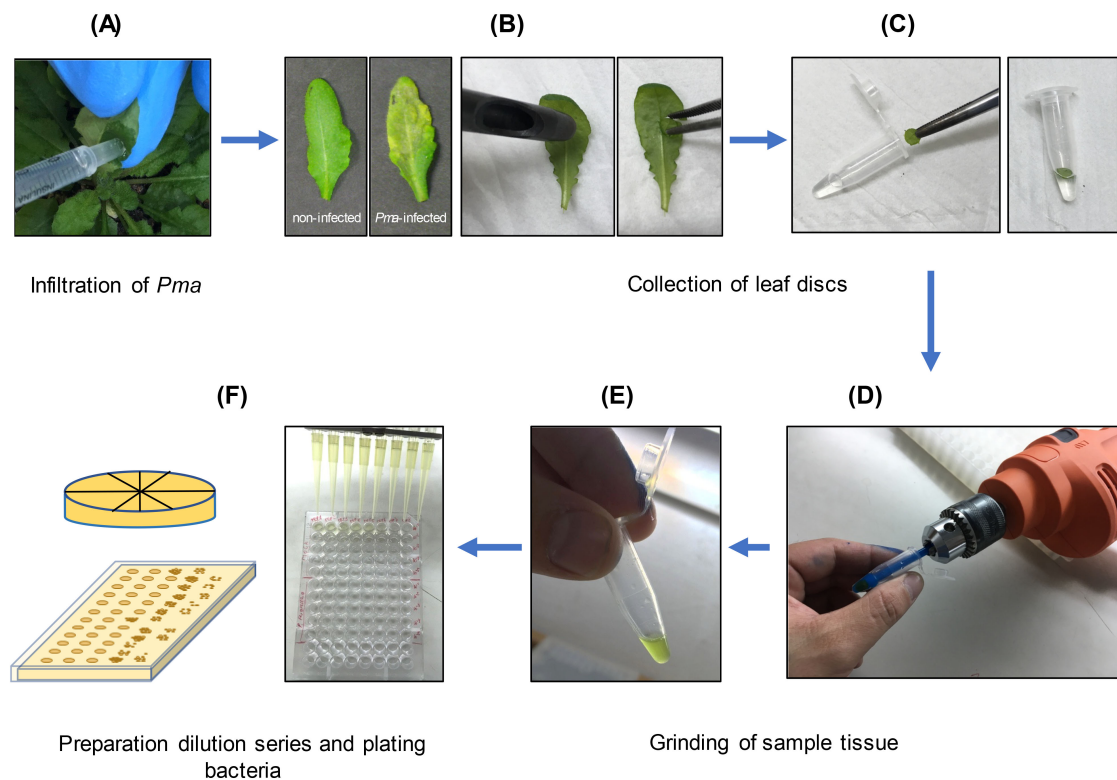 (A)
(B)
(C)
INSULINA
non-infected
Pma-infected
Infiltration of Pma
Collection of leaf discs
(F)
(E)
(D)
Preparation dilution series and plating
bacteria
Grinding of sample tissue